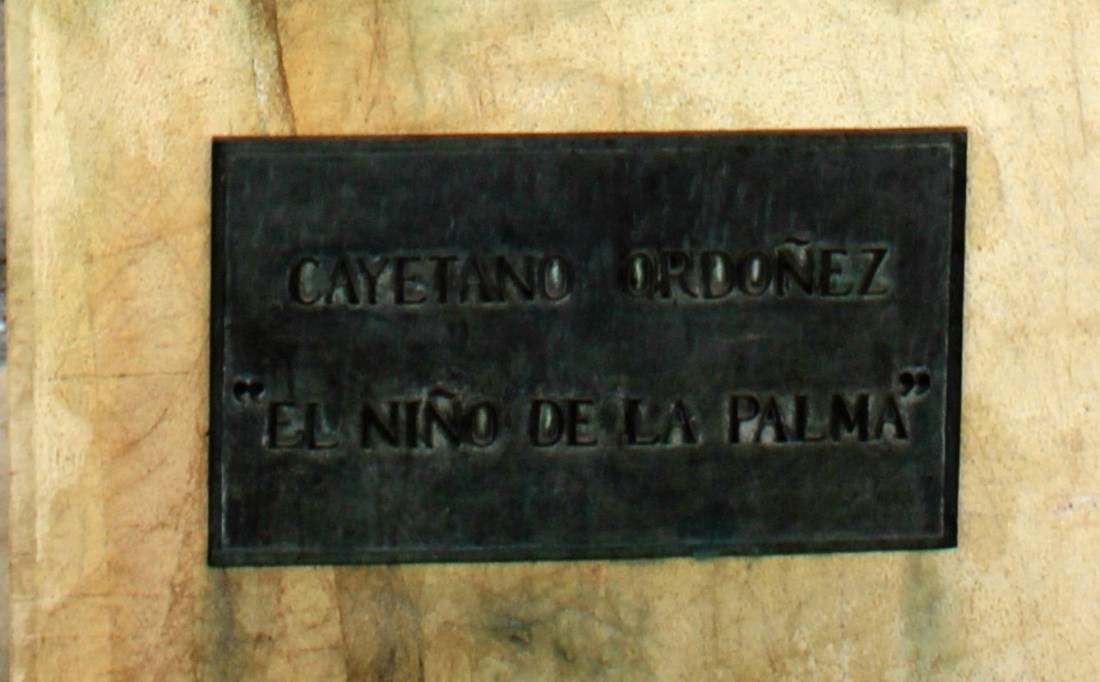 CAYETANO ORDOÑEZ
"EL NIÑO DE LA PALMA"